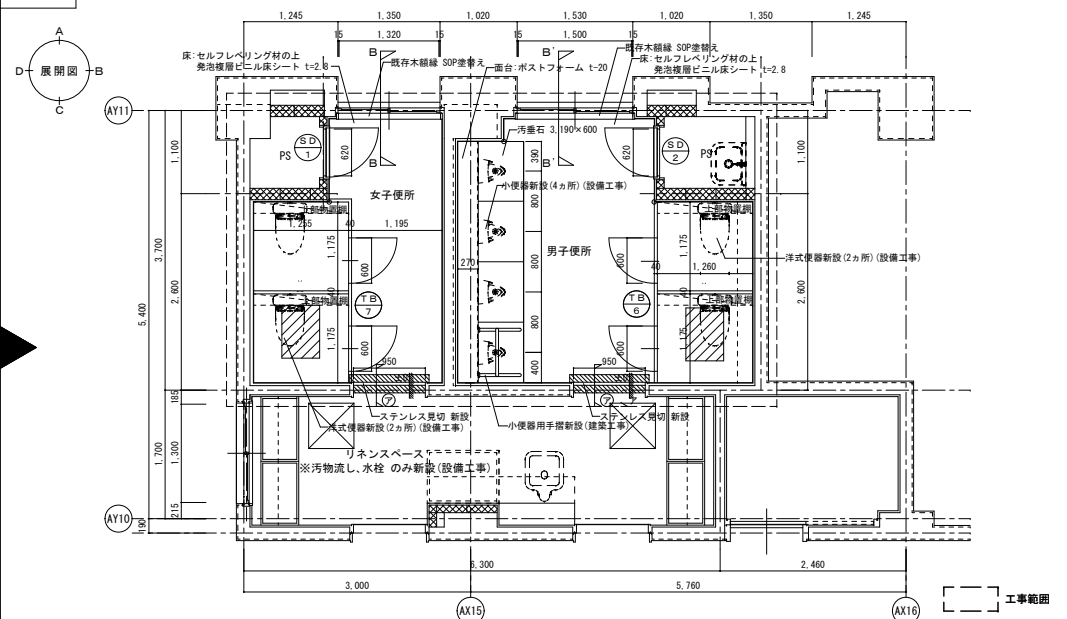 1,245
1,350
1,020
1,530
1,020
1,350
1,245
15
1,320
15
15
1,500
15
A
D
展開図
B
C
床:セルフレベリング材の上
発泡複層ビニル床シート t=2.8
B
既存木額縁 SOP塗替え
面台:ポストフォーム t-20
B'
既存木額縁 SOP塗替え
床:セルフレベリング材の上
発泡複層ビニル床シート t=2.8
AY11
PS
SD
1
620
B
汚垂石 3,190×600
390
B'
620
SD
2
PS
1,100
1,100
女子便所
小便器新設(4ヵ所)(設備工事)
800
上部物置棚
1,255
40
1,195
上部物置棚
1,175
600
270
男子便所
800
600
40
1,175
1,260
洋式便器新設(2ヵ所)(設備工事)
3,700
2,600
2,600
5,400
40
上部物置棚
TB
7
TB
6
上部物置棚
1,175
600
800
600
1,175
950
400
950
185
ア
ア
ステンレス見切 新設
ステンレス見切 新設
洋式便器新設(2ヵ所)(設備工事)
小便器用手摺新設(建築工事)
1,700
1,300
リネンスペース
※汚物流し、水栓 のみ新設(設備工事)
215
AY10
190
6,300
2,460
3,000
5,760
AX15
AX16
工事範囲